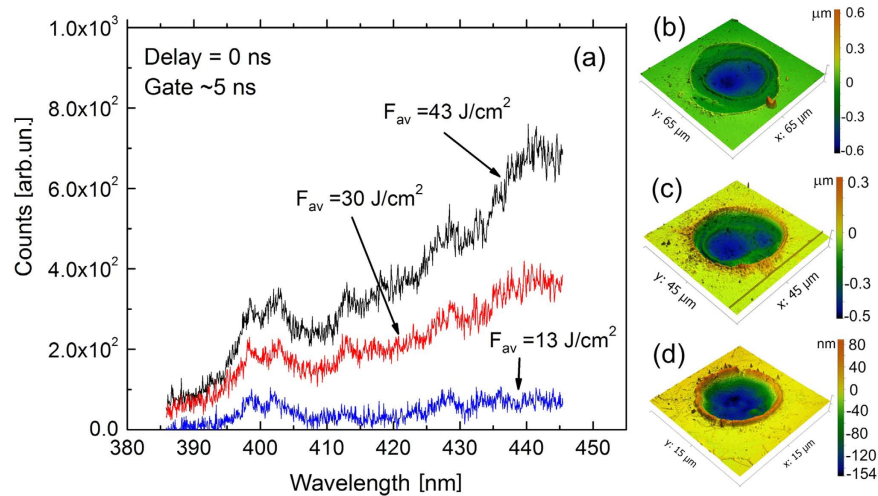 (a)
Delay = 0 ns
Gate ~5 ns
F_av =43 J/cm²
F_av =30 J/cm²
F_av =13 J/cm²
Counts [arb.un.]
1.0x10³
8.0x10²
6.0x10²
4.0x10²
2.0x10²
0.0
380 390 400 410 420 430 440 450
Wavelength [nm]
(b)
µm
0.6
0.3
0
-0.3
-0.6
y: 65 µm
x: 65 µm
(c)
µm
0.3
0
-0.3
-0.5
y: 45 µm
x: 45 µm
(d)
nm
80
40
0
-40
-80
-120
-154
y: 15 µm
x: 15 µm